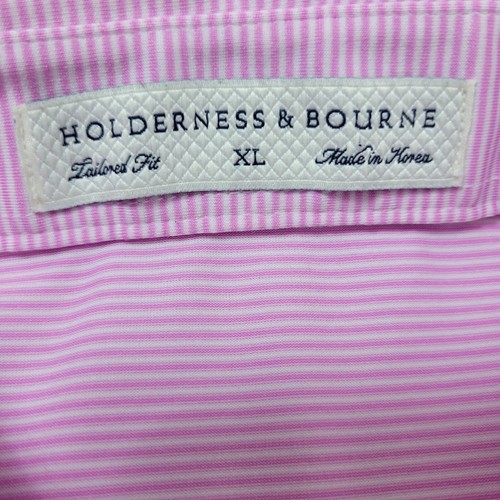 HOLDERNESS & BOURNE
Tailored Fit XL Made in Korea